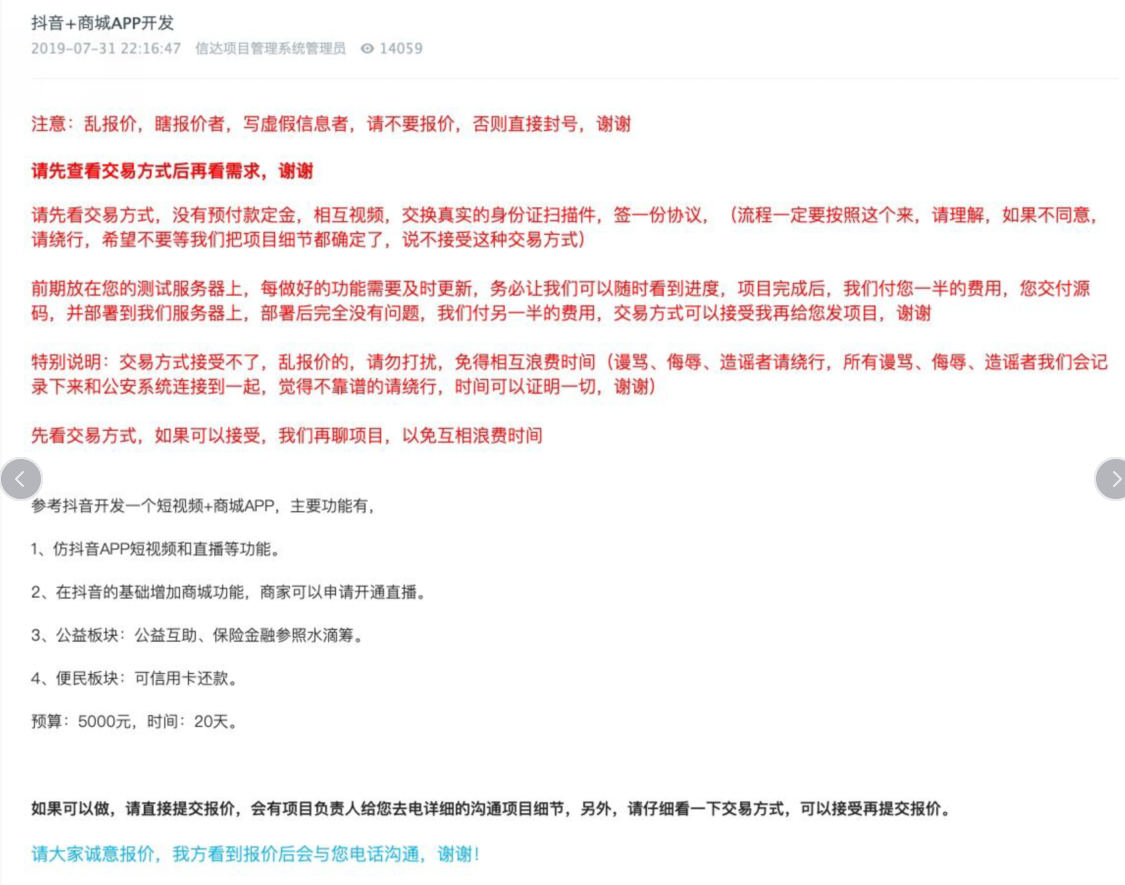 抖音+商城APP开发
2019-07-31 22:16:47 信达项目管理系统管理员 14059
注意：乱报价，瞎报价者，写虚假信息者，请不要报价，否则直接封号，谢谢
请先查看交易方式后再看需求，谢谢
请先看交易方式，没有预付款定金，相互视频，交换真实的身份证扫描件，签一份协议，（流程一定要按照这个来，请理解，如果不同意，
请绕行，希望不要等我们把项目细节都确定了，说不接受这种交易方式）
前期放在您的测试服务器上，每做好的功能需要及时更新，务必让我们可以随时看到进度，项目完成后，我们付您一半的费用，您交付源
码，并部署到我们服务器上，部署后完全没有问题，我们付另一半的费用，交易方式可以接受我再给您发项目，谢谢
特别说明：交易方式接受不了，乱报价的，请勿打扰，免得相互浪费时间（谩骂、侮辱、造谣者请绕行，所有谩骂、侮辱、造谣者我们会记
录下来和公安系统连接到一起，觉得不靠谱的请绕行，时间可以证明一切，谢谢）
先看交易方式，如果可以接受，我们再聊项目，以免互相浪费时间
参考抖音开发一个短视频+商城APP，主要功能有，
1、仿抖音APP短视频和直播等功能。
2、在抖音的基础增加商城功能，商家可以申请开通直播。
3、公益板块：公益互助、保险金融参照水滴筹。
4、便民板块：可信用卡还款。
预算：5000元，时间：20天。
如果可以做，请直接提交报价，会有项目负责人给您去电详细的沟通项目细节，另外，请仔细看一下交易方式，可以接受再提交报价。
请大家诚意报价，我方看到报价后会与您电话沟通，谢谢！